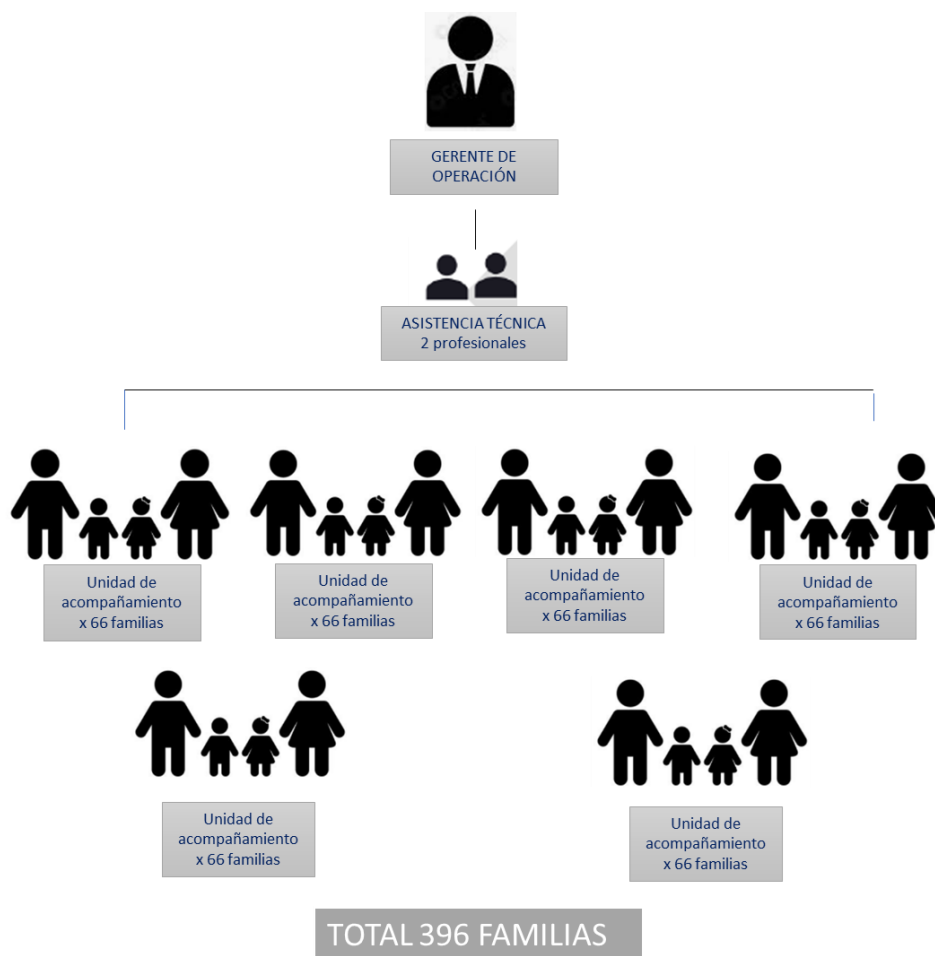 GERENTE DE
OPERACIÓN
ASISTENCIA TÉCNICA
2 profesionales
Unidad de
acompañamiento
x 66 familias
Unidad de
acompañamiento
x 66 familias
Unidad de
acompañamiento
x 66 familias
Unidad de
acompañamiento
x 66 familias
Unidad de
acompañamiento
x 66 familias
Unidad de
acompañamiento
x 66 familias
TOTAL 396 FAMILIAS